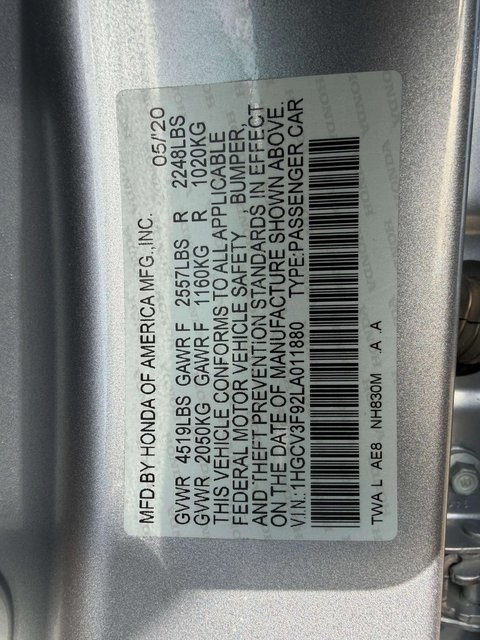 MFD.BY HONDA OF AMERICA MFG.,INC. 05/'20
GVWR 4519LBS GAWR F 2557LBS R 2248LBS
GVWR 2050KG GAWR F 1160KG R 1020KG
THIS VEHICLE CONFORMS TO ALL APPLICABLE
FEDERAL MOTOR VEHICLE SAFETY , BUMPER,
AND THEFT PREVENTION STANDARDS IN EFFECT
ON THE DATE OF MANUFACTURE SHOWN ABOVE.
VIN.:1HGCV3F92LA011880 TYPE:PASSENGER CAR
TWA L AE8 NH830M .A .A